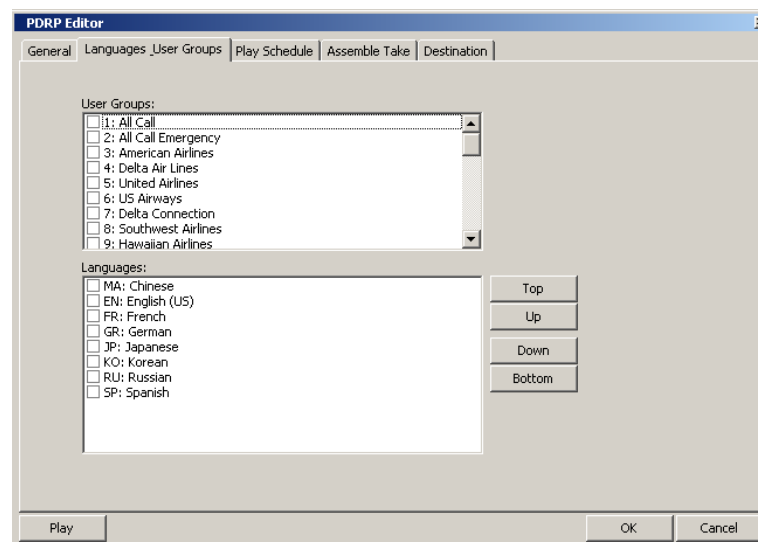 PDRP Editor
General Languages_User Groups Play Schedule Assemble Take Destination
User Groups:
1: All Call
2: All Call Emergency
3: American Airlines
4: Delta Air Lines
5: United Airlines
6: US Airways
7: Delta Connection
8: Southwest Airlines
9: Hawaiian Airlines
Languages:
MA: Chinese
EN: English (US)
FR: French
GR: German
JP: Japanese
KO: Korean
RU: Russian
SP: Spanish
Top
Up
Down
Bottom
Play OK Cancel